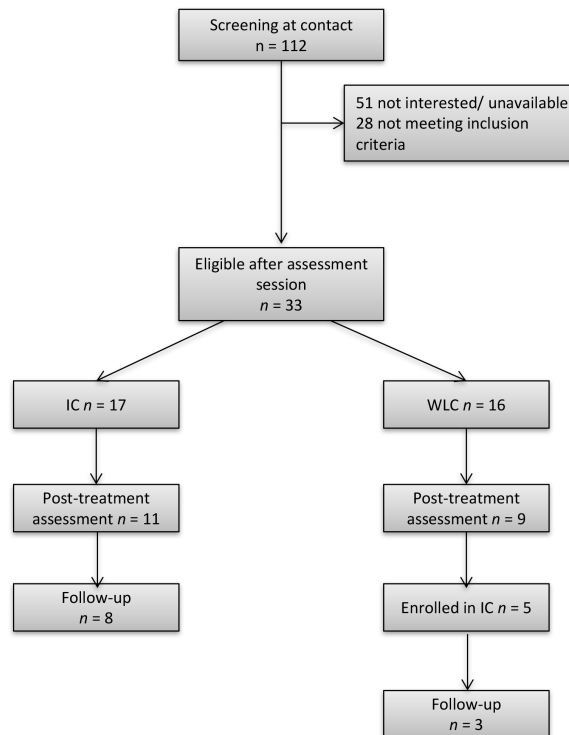 Screening at contact
n = 112
51 not interested/ unavailable
28 not meeting inclusion
criteria
Eligible after assessment
session
n = 33
IC n = 17
WLC n = 16
Post-treatment
assessment n = 11
Post-treatment
assessment n = 9
Follow-up
n = 8
Enrolled in IC n = 5
Follow-up
n = 3